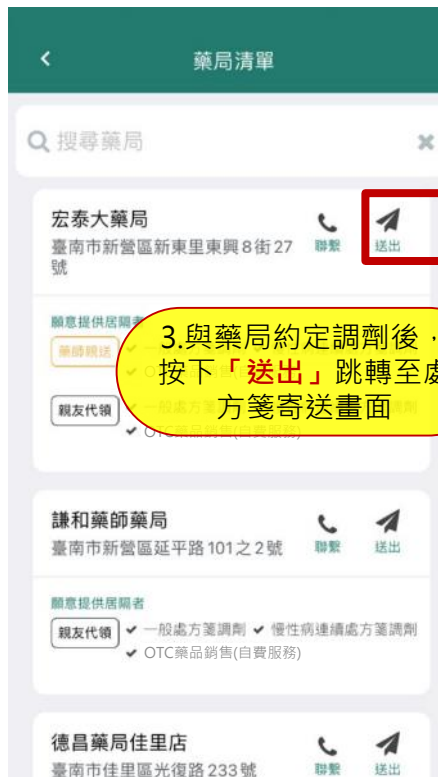 藥局清單
搜尋藥局
宏泰大藥局
臺南市新營區新東里東興8街27
號
聯繫
送出
願意提供居隔者
藥師親送
3.與藥局約定調劑後，
按下「送出」跳轉至處
方箋寄送畫面
親友代領
OTC藥品銷售(自費服務)
謙和藥師藥局
臺南市新營區延平路101之2號
聯繫
送出
願意提供居隔者
親友代領 ✔ 一般處方箋調劑 ✔ 慢性病連續處方箋調劑
✔ OTC藥品銷售(自費服務)
德昌藥局佳里店
臺南市佳里區光復路233號
聯繫
送出